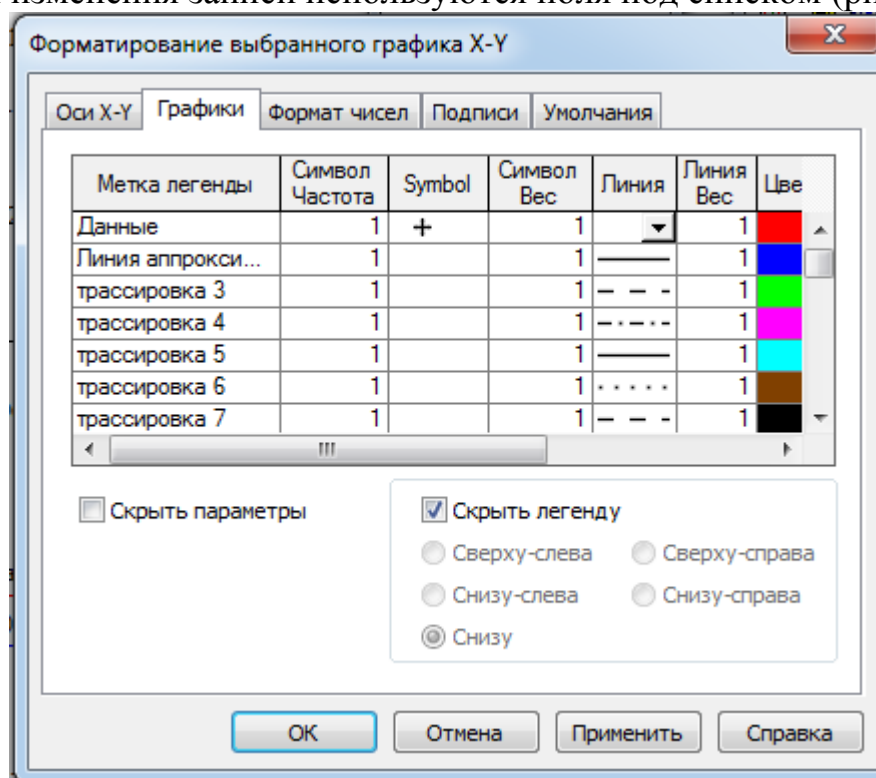 изменения записей используются поля под списком (ри
Форматирование выбранного графика X-Y
Оси X-Y Графики Формат чисел Подписи Умолчания
Метка легенды Символ Частота Symbol Символ Вес Линия Линия Вес Цве
Данные 1 + 1 1
Линия аппрокси... 1 1 1
трассировка 3 1 1 1
трассировка 4 1 1 1
трассировка 5 1 1 1
трассировка 6 1 1 1
трассировка 7 1 1 1
Скрыть параметры
Скрыть легенду
Сверху-слева Сверху-справа
Снизу-слева Снизу-справа
Снизу
ОК Отмена Применить Справка